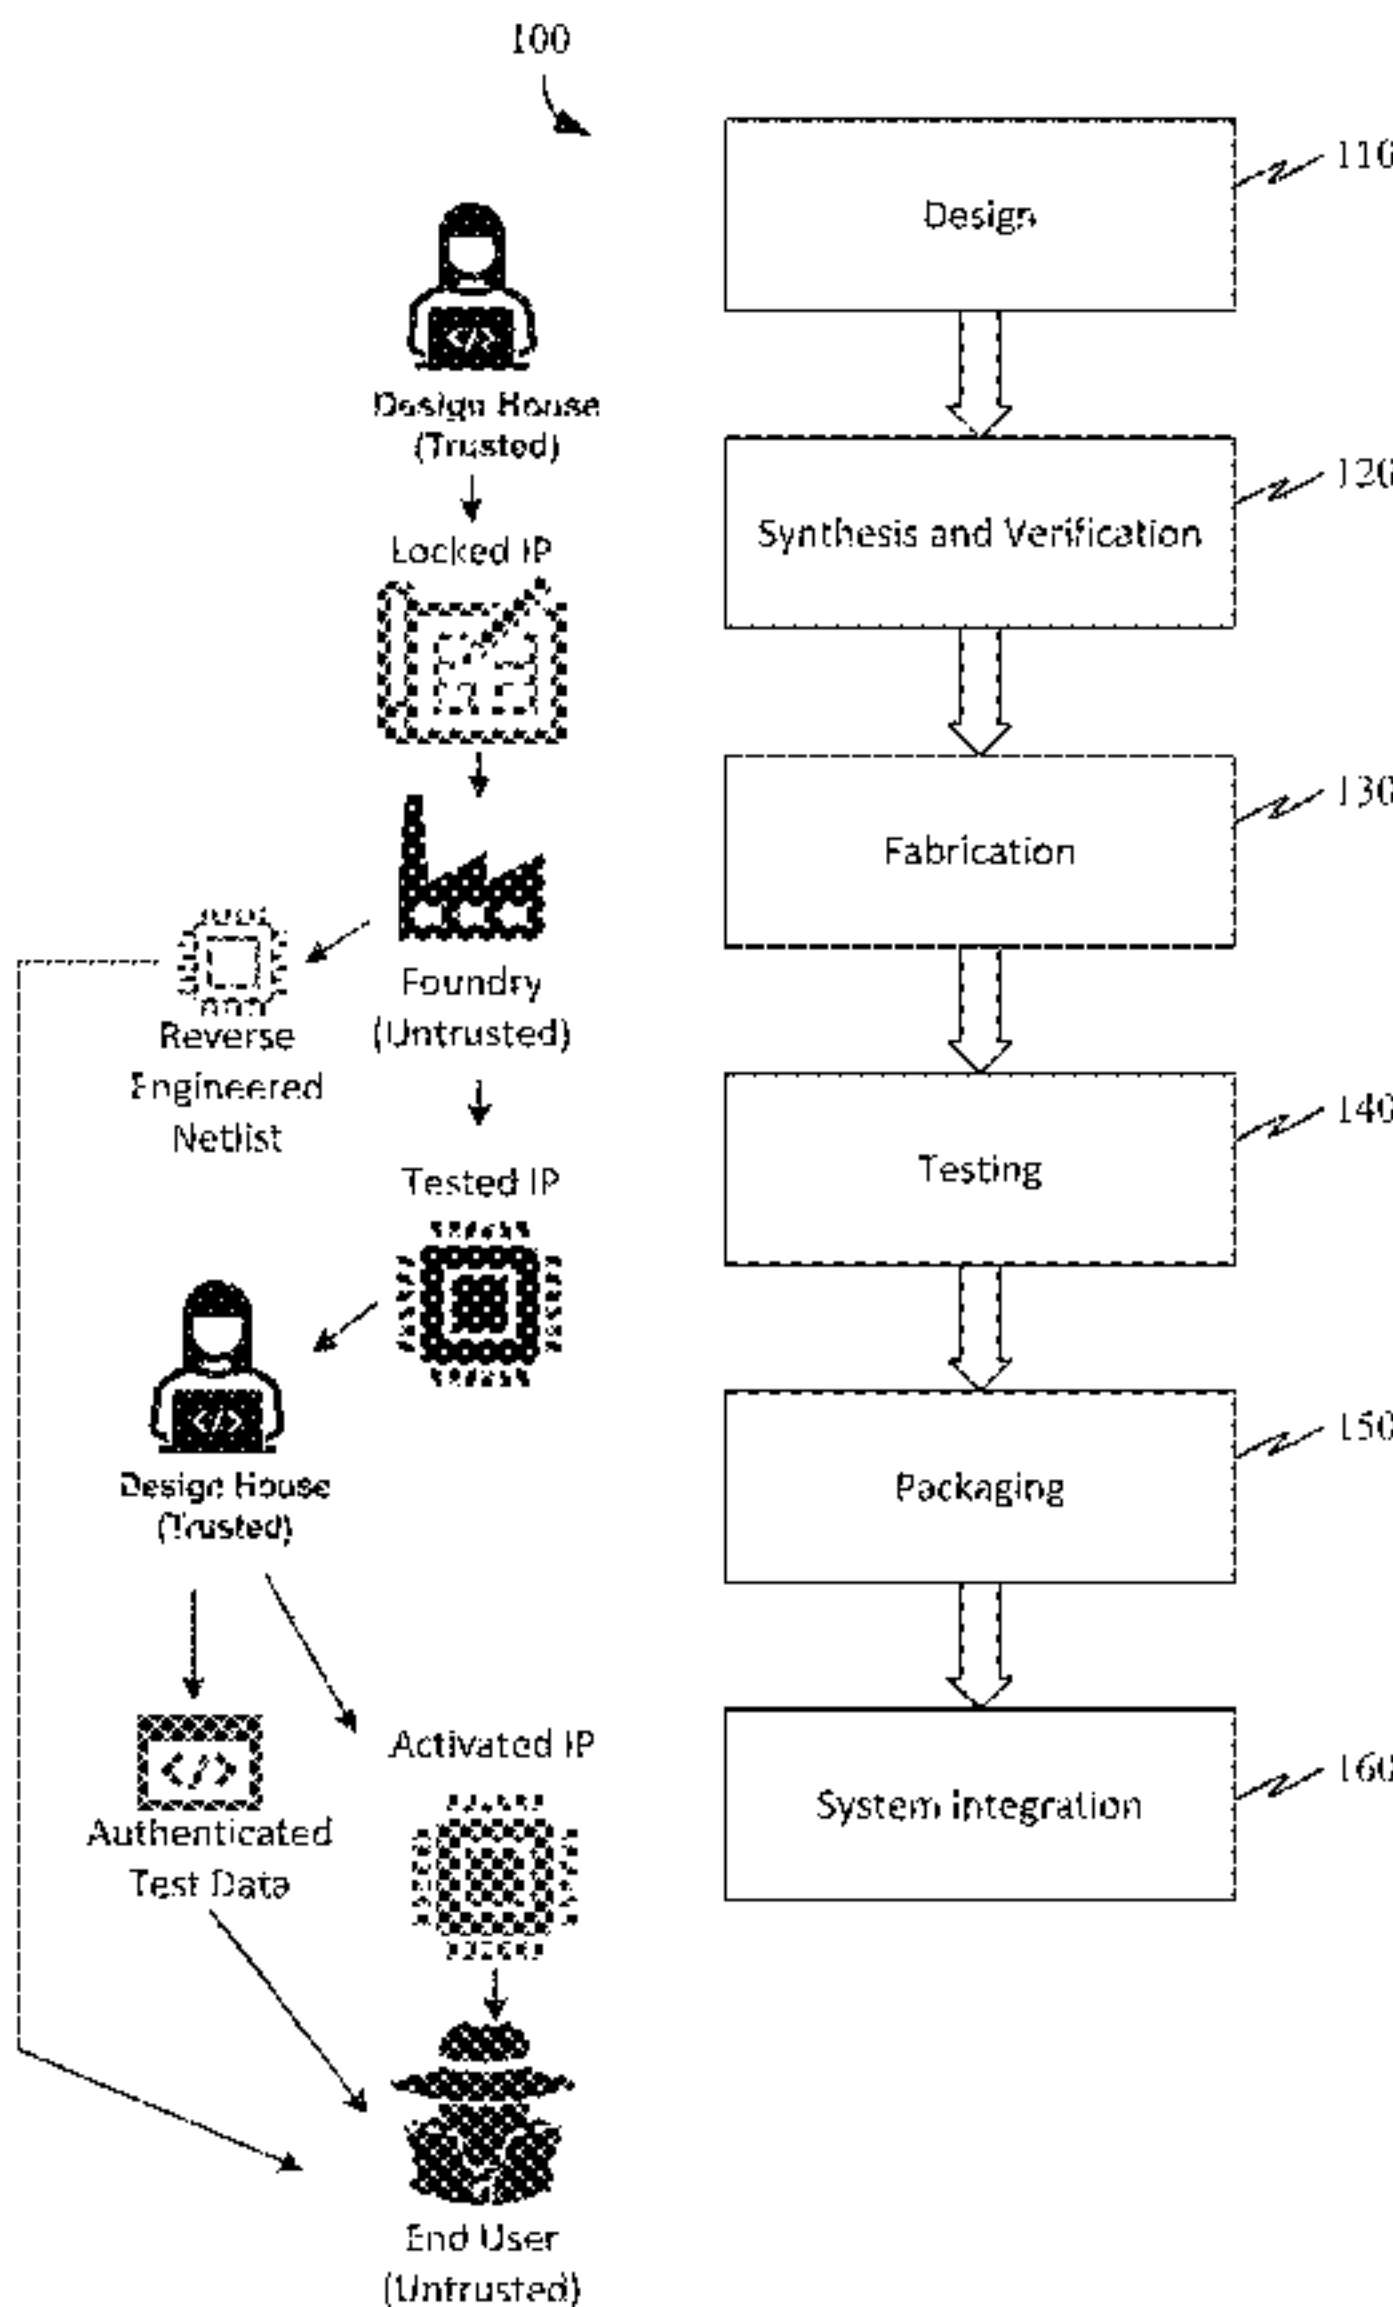 100
Design
110
Synthesis and Verification
120
Fabrication
130
Testing
140
Packaging
150
System integration
160
</>
Design House
(Trusted)
Locked IP
Foundry
(Untrusted)
Reverse
Engineered
Netlist
Tested IP
</>
Design House
(Trusted)
</>
Authenticated
Test Data
Activated IP
End User
(Untrusted)